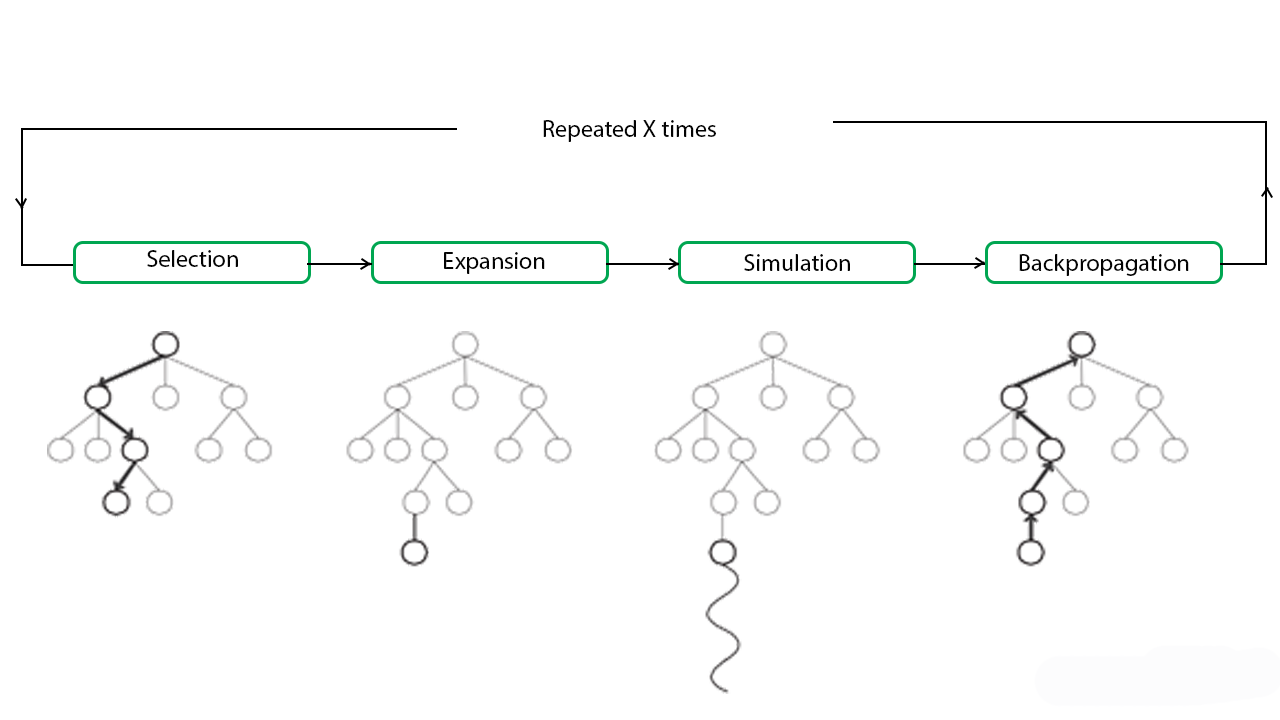 Repeated X times
Selection
Expansion
Simulation
Backpropagation